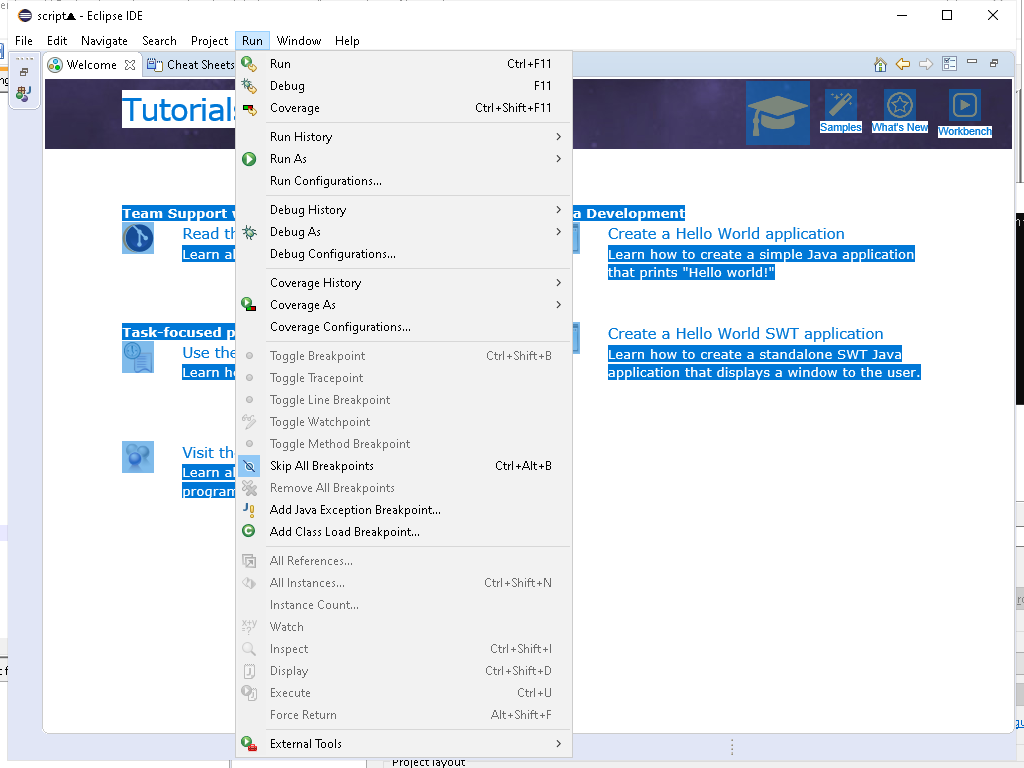 script▲ - Eclipse IDE
File Edit Navigate Search Project Run Window Help
Welcome Cheat Sheets
Tutorials
Samples What's New Workbench
Run Ctrl+F11
Debug F11
Coverage Ctrl+Shift+F11
Run History
Run As
Run Configurations...
Debug History
Debug As
Debug Configurations...
Coverage History
Coverage As
Coverage Configurations...
Toggle Breakpoint Ctrl+Shift+B
Toggle Tracepoint
Toggle Line Breakpoint
Toggle Watchpoint
Toggle Method Breakpoint
Skip All Breakpoints Ctrl+Alt+B
Remove All Breakpoints
Add Java Exception Breakpoint...
Add Class Load Breakpoint...
All References...
All Instances... Ctrl+Shift+N
Instance Count...
Watch
Inspect Ctrl+Shift+I
Display Ctrl+Shift+D
Execute Ctrl+U
Force Return Alt+Shift+F
External Tools
Team Support
Read
Learn
Task-focused
Use the
Learn
Visit
Learn
a Development
Create a Hello World application
Learn how to create a simple Java application
that prints "Hello world!"
Create a Hello World SWT application
Learn how to create a standalone SWT Java
application that displays a window to the user.
Project layout